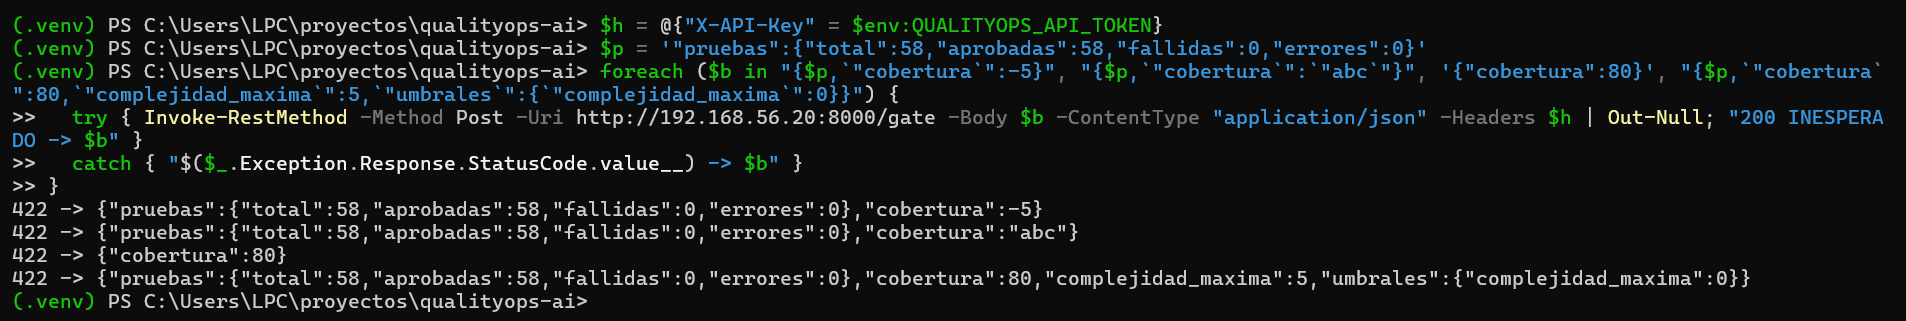 (.venv) PS C:\Users\LPC\proyectos\qualityops-ai> $h = @{"X-API-Key" = $env:QUALITYOPS_API_TOKEN}
(.venv) PS C:\Users\LPC\proyectos\qualityops-ai> $p = '"pruebas":{"total":58,"aprobadas":58,"fallidas":0,"errores":0}'
(.venv) PS C:\Users\LPC\proyectos\qualityops-ai> foreach ($b in "{$p,`"cobertura`":-5}", "{$p,`"cobertura`":`"abc`"}", '{"cobertura":80}', "{$p,`"cobertura`
":80,`"complejidad_maxima`":5,`"umbrales`":{`"complejidad_maxima`":0}}") {
>>   try { Invoke-RestMethod -Method Post -Uri http://192.168.56.20:8000/gate -Body $b -ContentType "application/json" -Headers $h | Out-Null; "200 INESPERA
DO -> $b" }
>>   catch { "$($_.Exception.Response.StatusCode.value__) -> $b" }
>> }
422 -> {"pruebas":{"total":58,"aprobadas":58,"fallidas":0,"errores":0},"cobertura":-5}
422 -> {"pruebas":{"total":58,"aprobadas":58,"fallidas":0,"errores":0},"cobertura":"abc"}
422 -> {"cobertura":80}
422 -> {"pruebas":{"total":58,"aprobadas":58,"fallidas":0,"errores":0},"cobertura":80,"complejidad_maxima":5,"umbrales":{"complejidad_maxima":0}}
(.venv) PS C:\Users\LPC\proyectos\qualityops-ai>